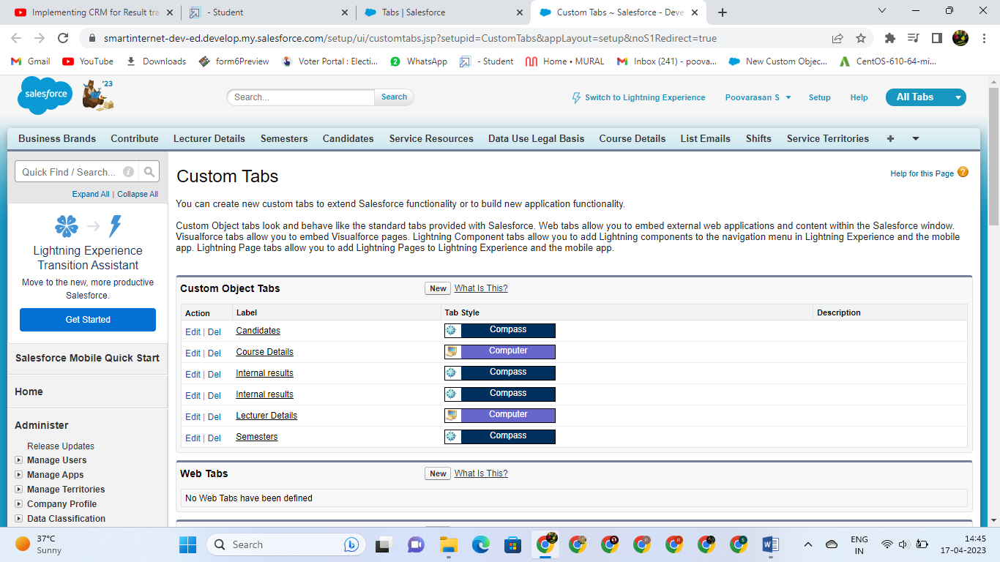 Implementing CRM for Result tra
- Student
Tabs | Salesforce
Custom Tabs ~ Salesforce - Deve
smartinternet-dev-ed.develop.my.salesforce.com/setup/ui/customtabs.jsp?setupid=CustomTabs&appLayout=setup&noS1Redirect=true
Gmail YouTube Downloads form6Preview Voter Portal : Electi... 2 WhatsApp - Student Home • MURAL Inbox (241) - poova... New Custom Objec... CentOS-610-64-mi...
salesforce '23 Search... Search Switch to Lightning Experience Poovarasan S Setup Help All Tabs
Business Brands Contribute Lecturer Details Semesters Candidates Service Resources Data Use Legal Basis Course Details List Emails Shifts Service Territories +
Quick Find / Search...
Expand All | Collapse All
Lightning Experience
Transition Assistant
Move to the new, more productive
Salesforce.
Get Started
Salesforce Mobile Quick Start
Home
Administer
Release Updates
Manage Users
Manage Apps
Manage Territories
Company Profile
Data Classification
Custom Tabs
Help for this Page ?
You can create new custom tabs to extend Salesforce functionality or to build new application functionality.
Custom Object tabs look and behave like the standard tabs provided with Salesforce. Web tabs allow you to embed external web applications and content within the Salesforce window.
Visualforce tabs allow you to embed Visualforce pages. Lightning Component tabs allow you to add Lightning components to the navigation menu in Lightning Experience and the mobile
app. Lightning Page tabs allow you to add Lightning Pages to Lightning Experience and the mobile app.
Custom Object Tabs New What Is This?
Action Label Tab Style Description
Edit | Del Candidates Compass
Edit | Del Course Details Computer
Edit | Del Internal results Compass
Edit | Del Internal results Compass
Edit | Del Lecturer Details Computer
Edit | Del Semesters Compass
Web Tabs New What Is This?
No Web Tabs have been defined
37°C
Sunny
Search
ENG
IN
14:45
17-04-2023